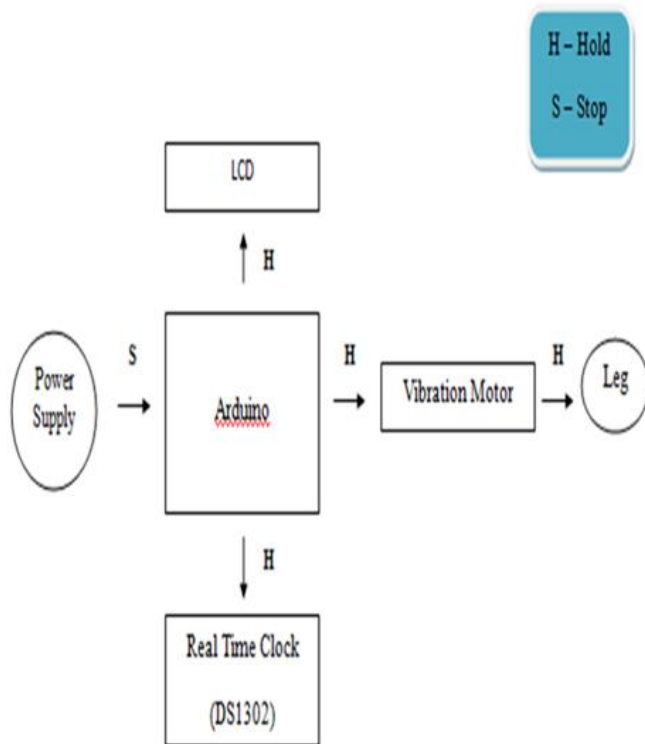 H – Hold
S – Stop
LCD
H
Power
Supply
S
Arduino
H
Vibration Motor
H
Leg
H
Real Time Clock
(DS1302)